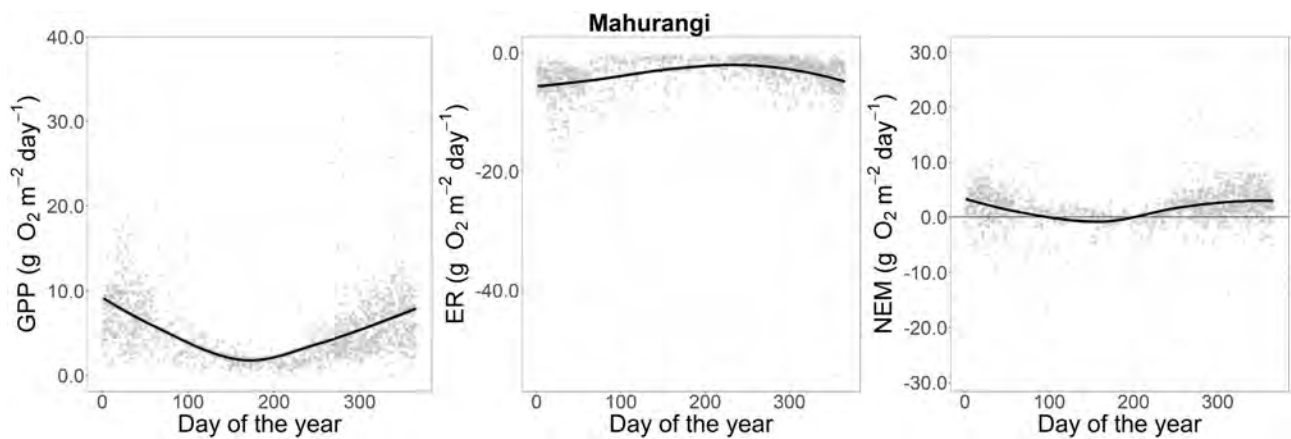 Mahurangi
GPP (g O₂ m⁻² day⁻¹)
40.0
30.0
20.0
10.0
0.0
0 100 200 300
Day of the year
ER (g O₂ m⁻² day⁻¹)
0.0
-20.0
-40.0
0 100 200 300
Day of the year
NEM (g O₂ m⁻² day⁻¹)
30.0
20.0
10.0
0.0
-10.0
-20.0
-30.0
0 100 200 300
Day of the year